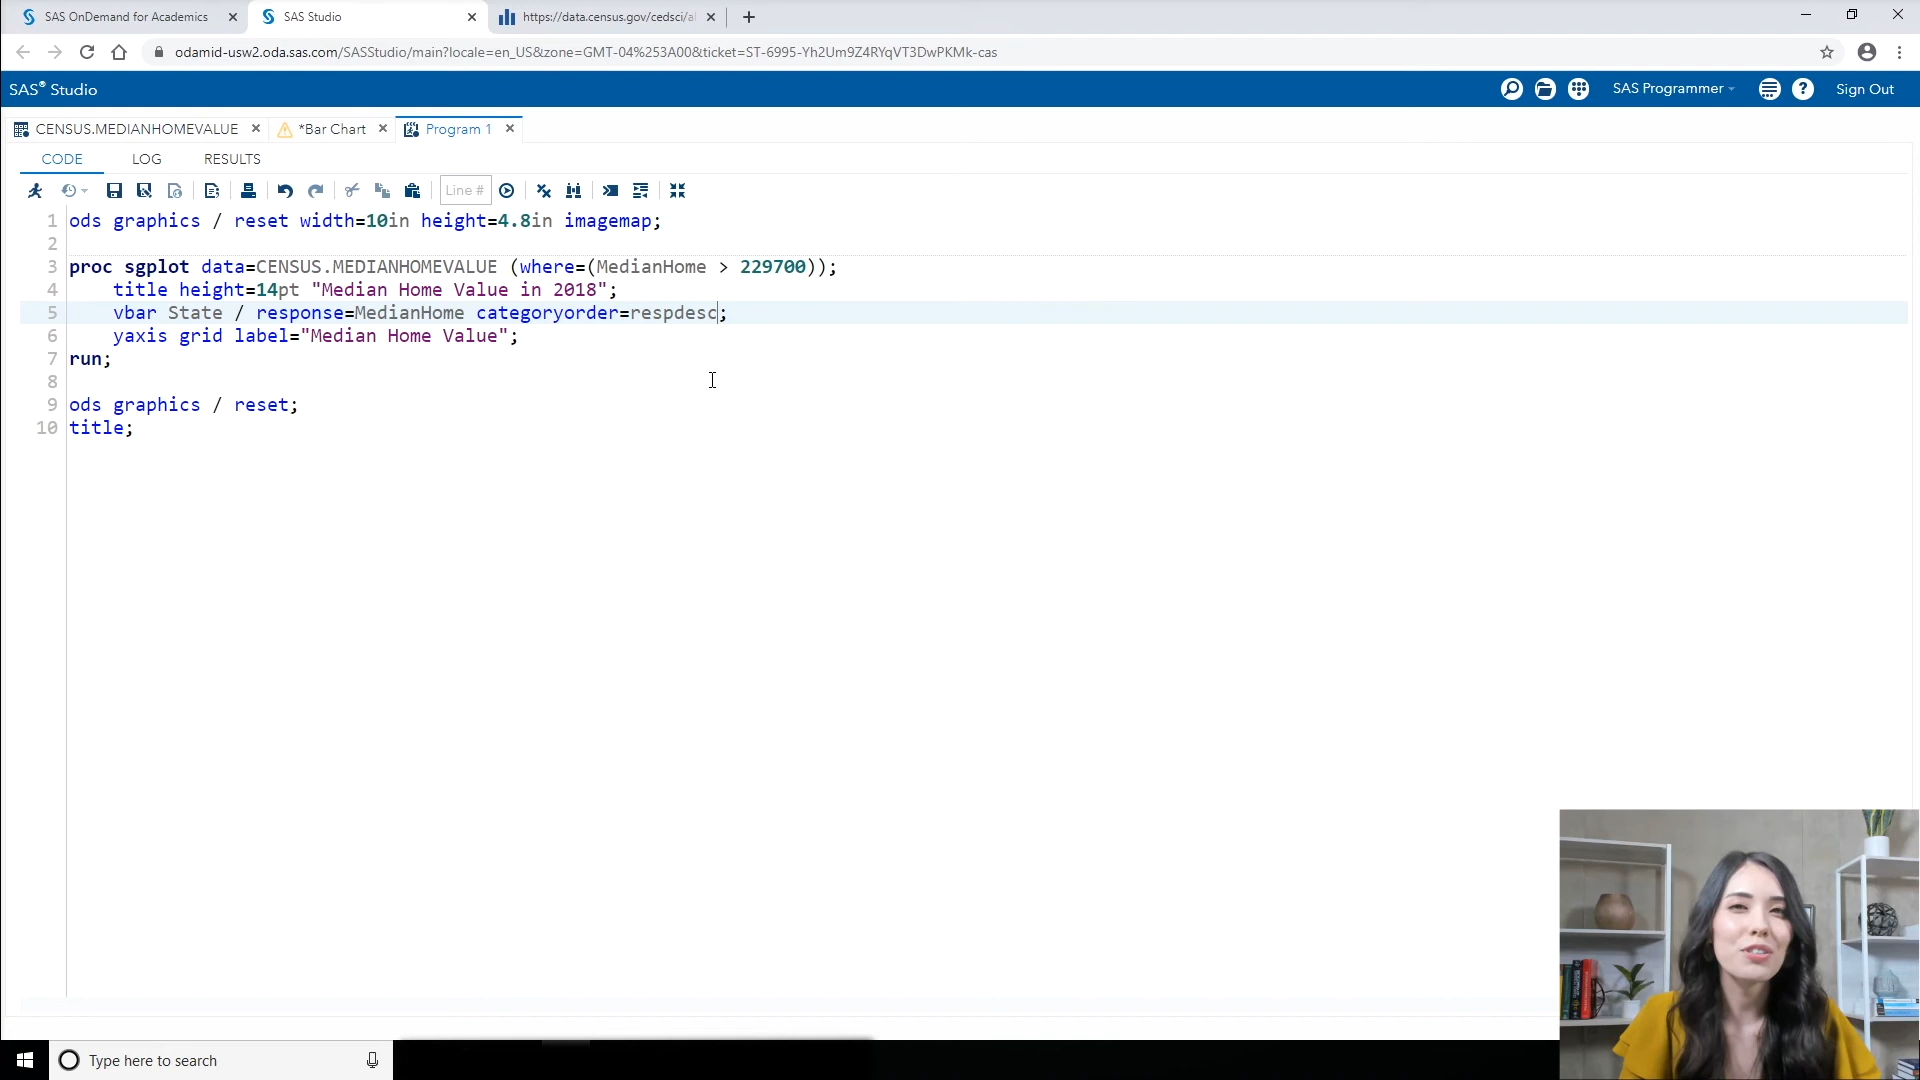 SAS OnDemand for Academics
SAS Studio
https://data.census.gov/cedsci/al
odamid-usw2.oda.sas.com/SASStudio/main?locale=en_US&zone=GMT-04%253A00&ticket=ST-6995-Yh2Um9Z4RYqVT3DwPKMk-cas
SAS® Studio
SAS Programmer
Sign Out
CENSUS.MEDIANHOMEVALUE
*Bar Chart
Program 1
CODE
LOG
RESULTS
Line #
1 ods graphics / reset width=10in height=4.8in imagemap;
2
3 proc sgplot data=CENSUS.MEDIANHOMEVALUE (where=(MedianHome > 229700));
4 title height=14pt "Median Home Value in 2018";
5 vbar State / response=MedianHome categoryorder=respdesc;
6 yaxis grid label="Median Home Value";
7 run;
8
9 ods graphics / reset;
10 title;
Type here to search